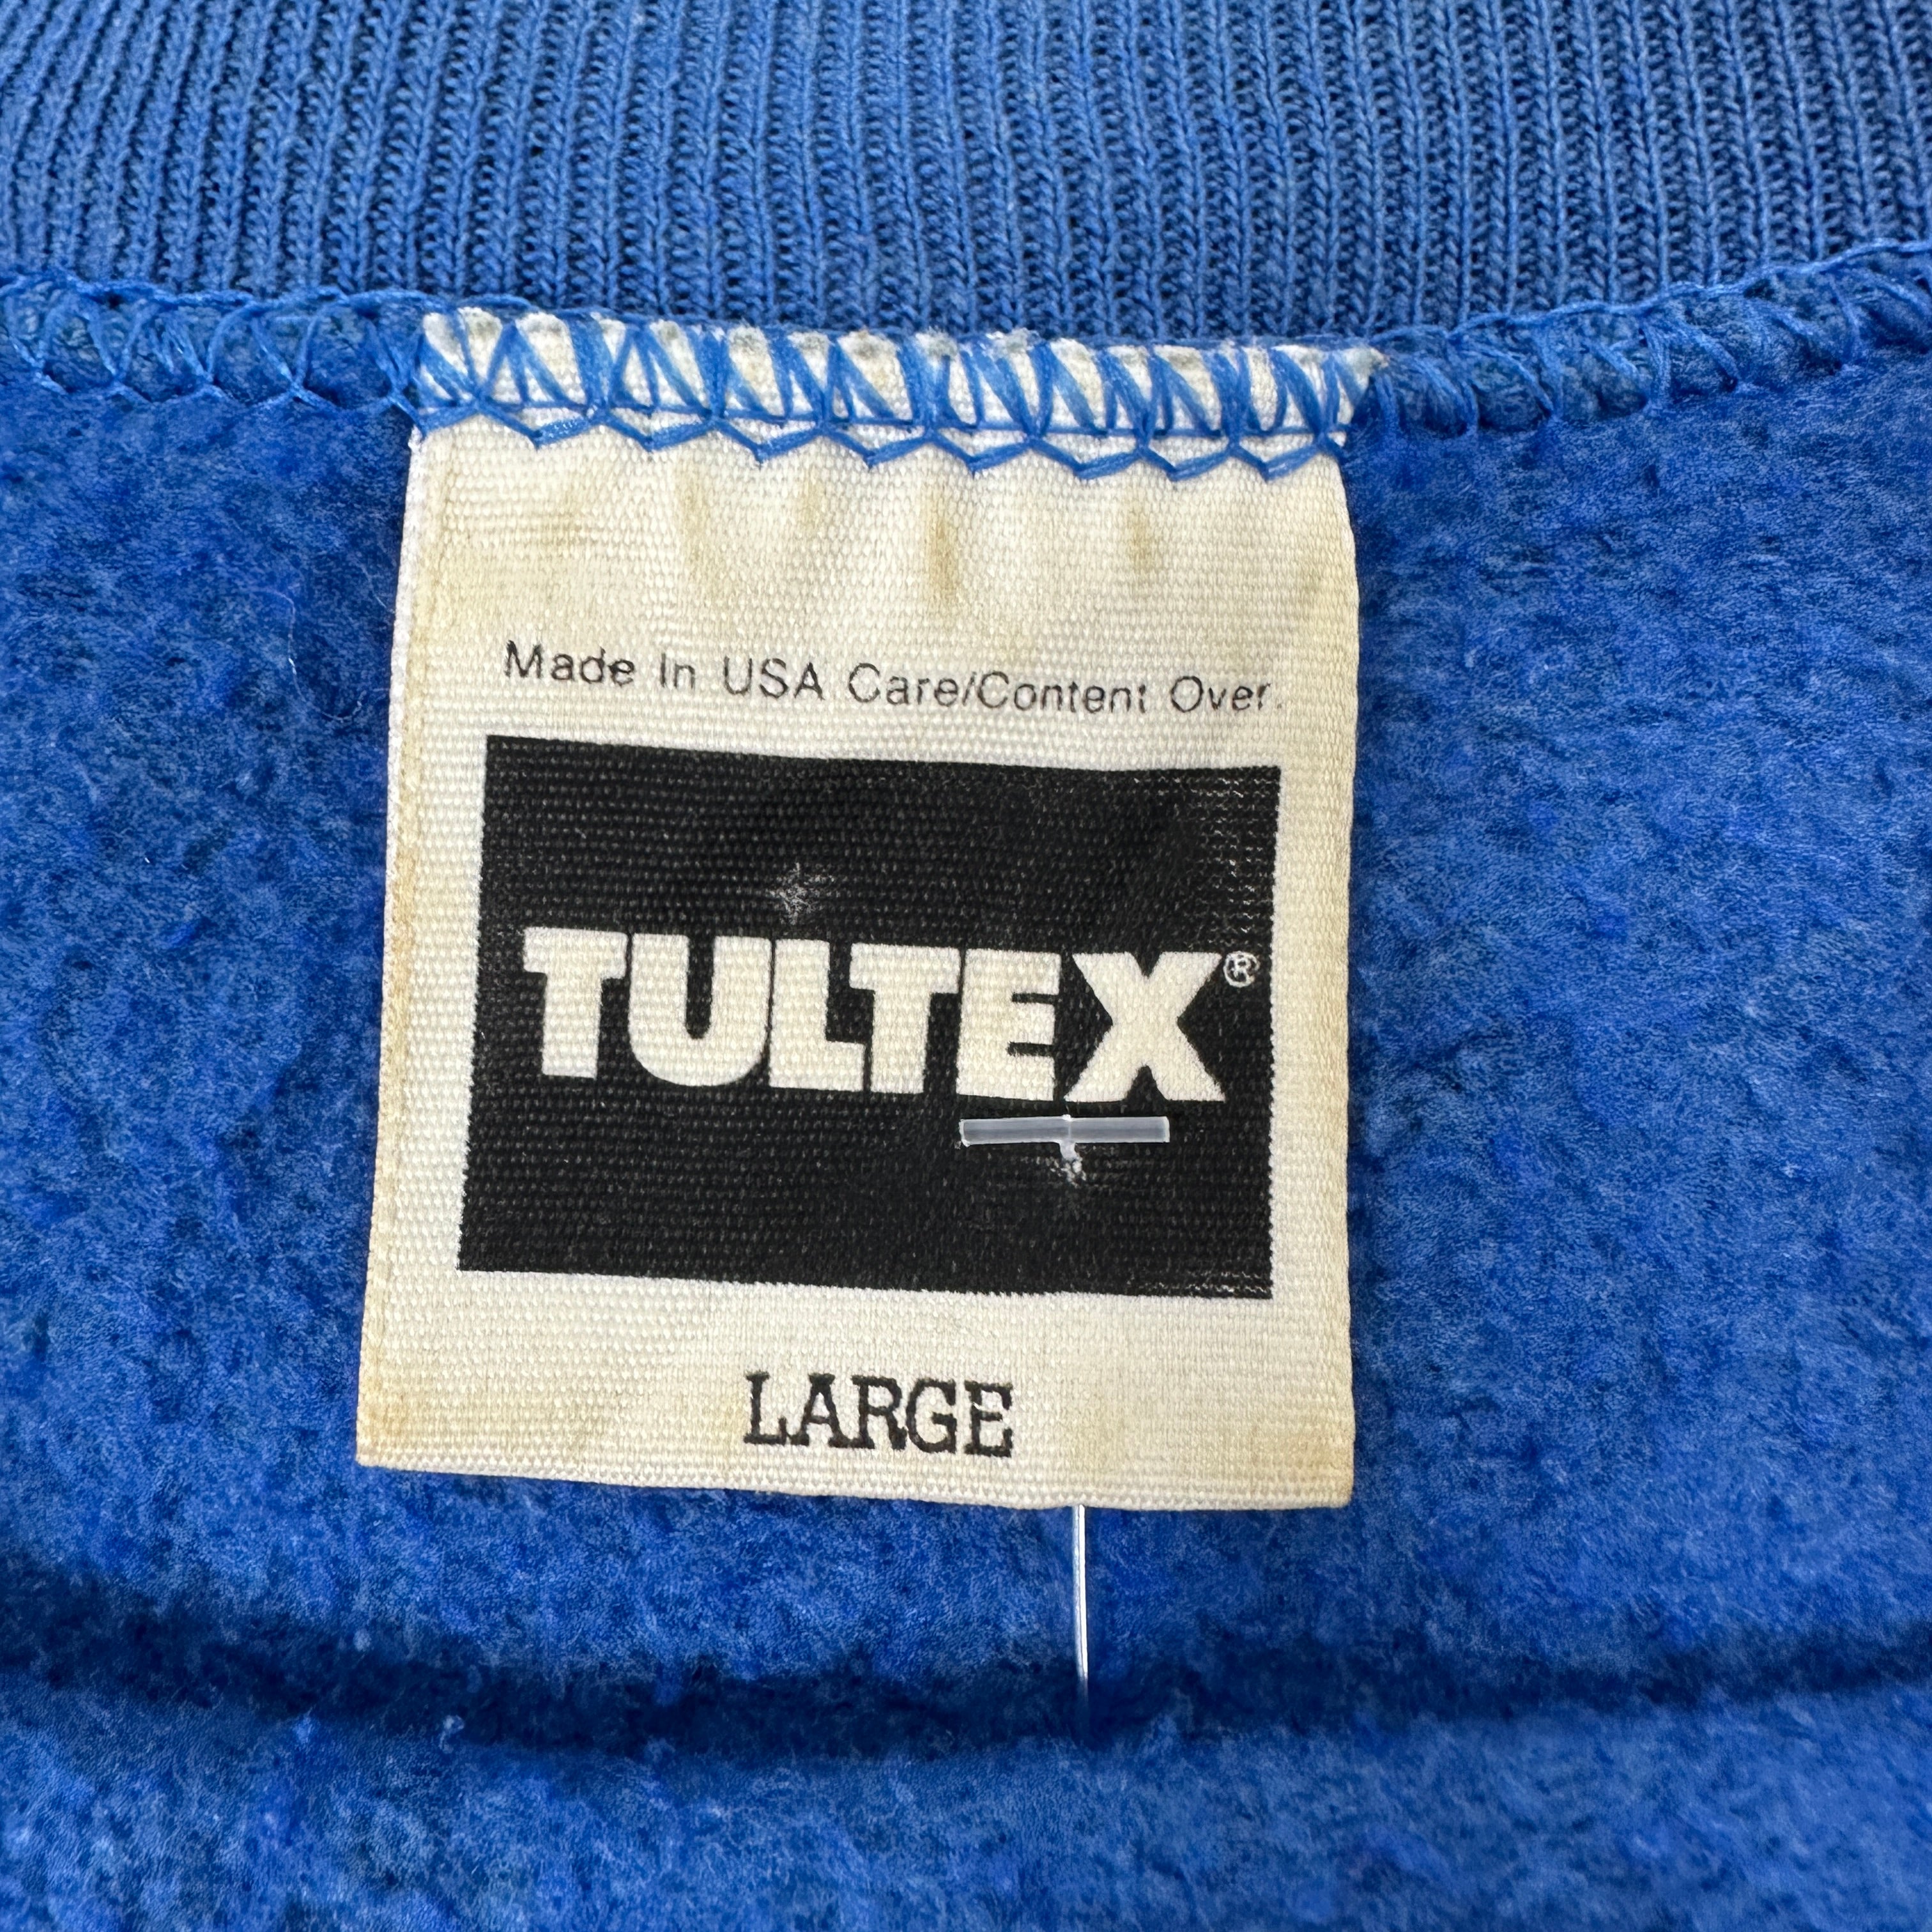 Made In USA Care/Content Over.
TULTEX®
LARGE